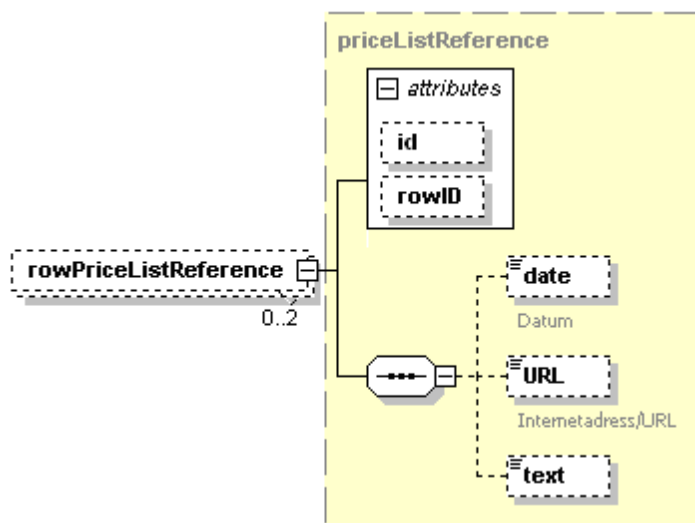 priceListReference
attributes
id
rowID
rowPriceListReference
0..2
date
Datum
URL
Internetadress/URL
text